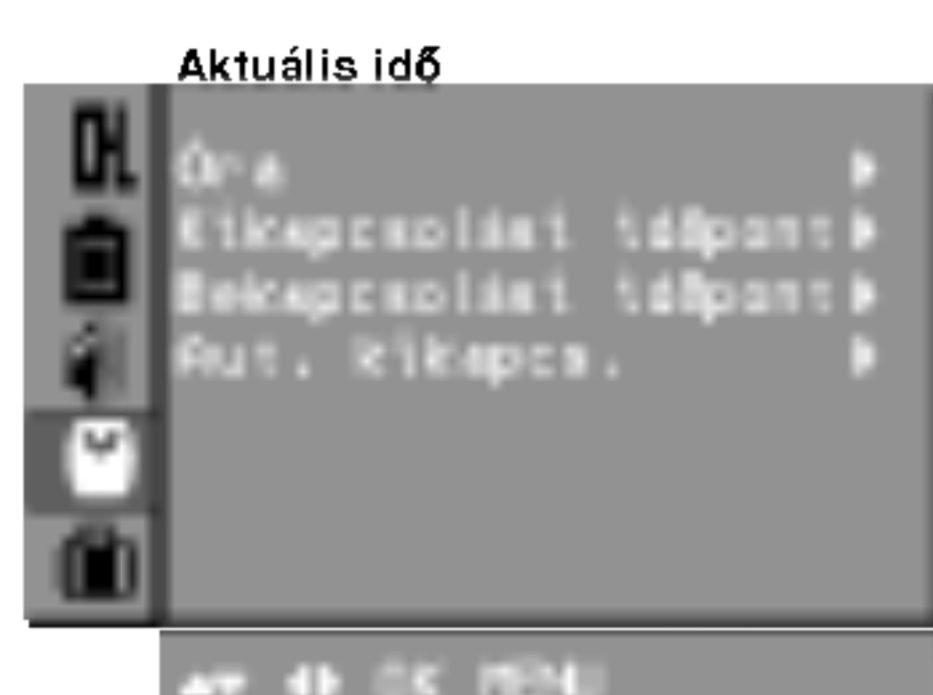 Aktuális idő
Óra
Kikapcsolási időpont
Bekapcsolási időpont
Aut. kikapcs.
OK MENU